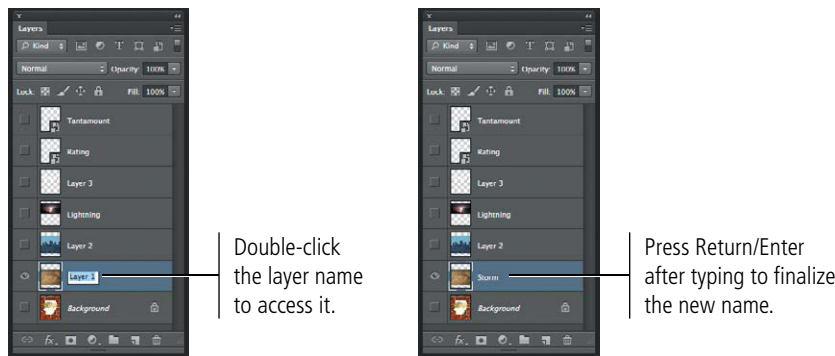 Layers
Kind
Normal Opacity: 100%
Lock: Fill: 100%
Tantamount
Rating
Layer 3
Lightning
Layer 2
Layer 1
Background
fx.
Double-click
the layer name
to access it.
Layers
Kind
Normal Opacity: 100%
Lock: Fill: 100%
Tantamount
Rating
Layer 3
Lightning
Layer 2
Storm
Background
fx.
Press Return/Enter
after typing to finalize
the new name.